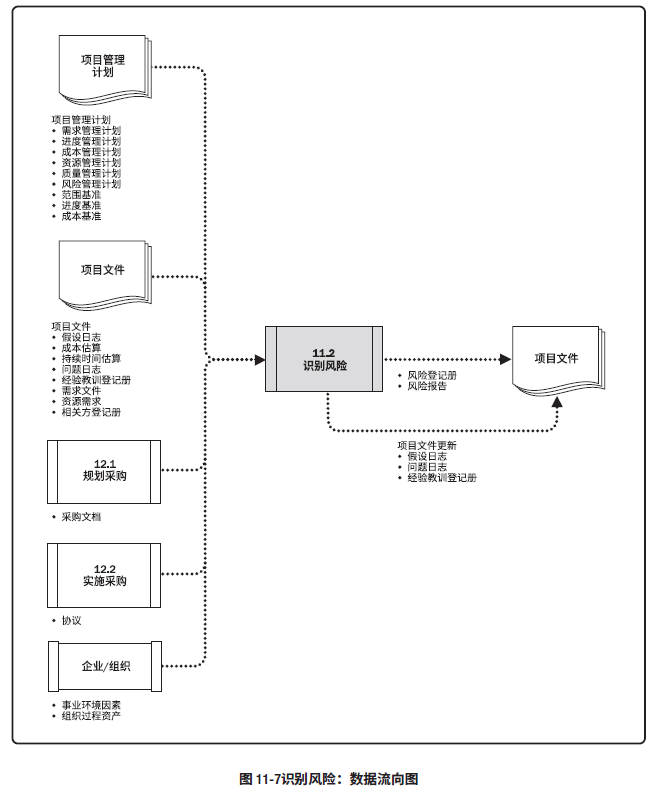 项目管理
计划
项目管理计划
• 需求管理计划
• 进度管理计划
• 成本管理计划
• 资源管理计划
• 质量管理计划
• 风险管理计划
• 范围基准
• 进度基准
• 成本基准
项目文件
项目文件
• 假设日志
• 成本估算
• 持续时间估算
• 问题日志
• 经验教训登记册
• 需求文件
• 资源需求
• 相关方登记册
12.1
规划采购
• 采购文档
12.2
实施采购
• 协议
企业/组织
• 事业环境因素
• 组织过程资产
11.2
识别风险
• 风险登记册
• 风险报告
项目文件
项目文件更新
• 假设日志
• 问题日志
• 经验教训登记册
图 11-7识别风险：数据流向图